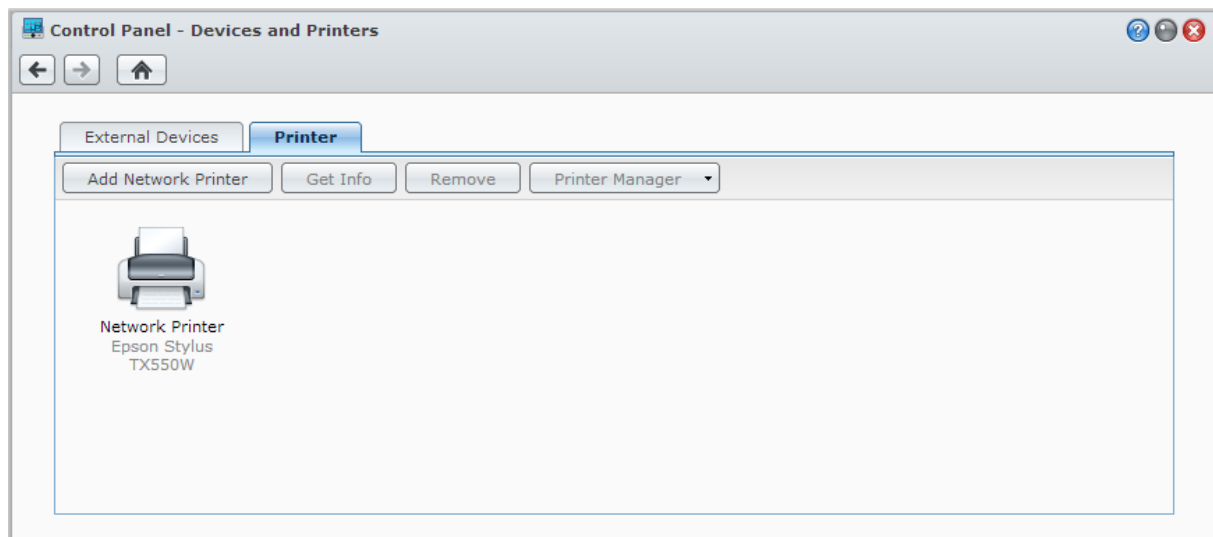 Control Panel - Devices and Printers
External Devices
Printer
Add Network Printer
Get Info
Remove
Printer Manager
Network Printer
Epson Stylus
TX550W